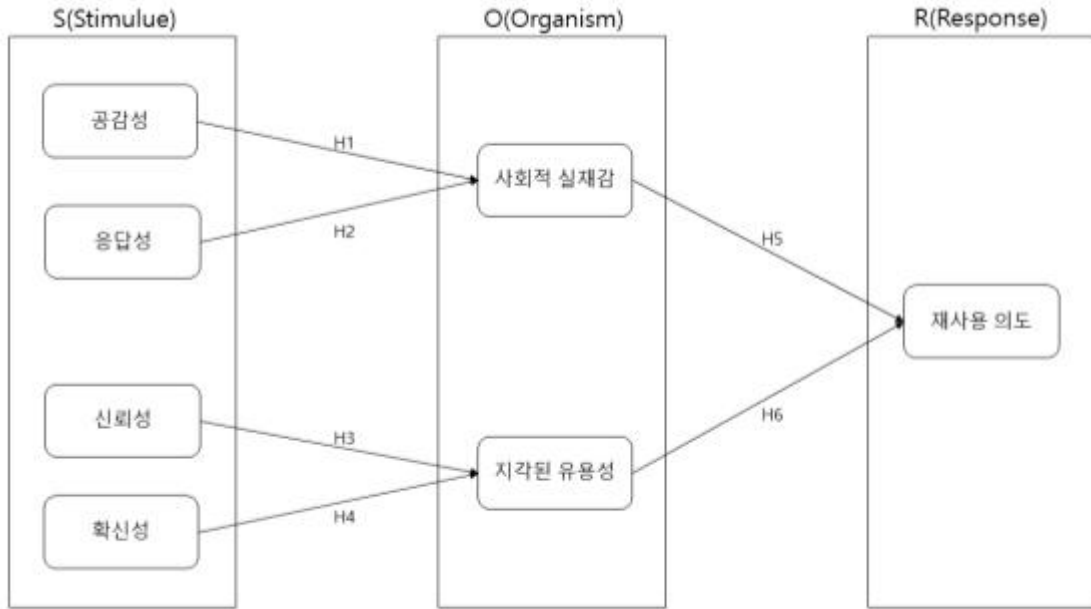 S(Stimulue)
O(Organism)
R(Response)
공감성
응답성
신뢰성
확신성
H1
H2
H3
H4
사회적 실재감
지각된 유용성
H5
H6
재사용 의도